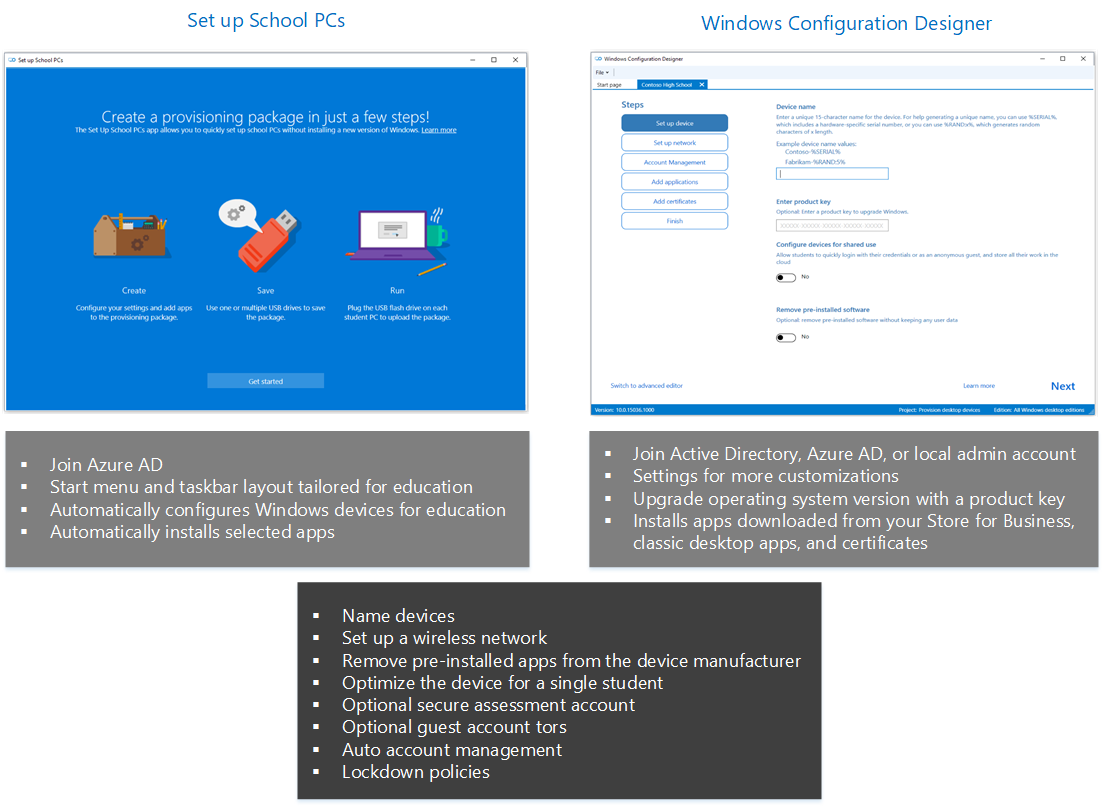 Set up School PCs
Windows Configuration Designer
Set up School PCs
Create a provisioning package in just a few steps!
The Set Up School PCs app allows you to quickly set up school PCs without installing a new version of Windows. Learn more
Create
Configure your settings and add apps
to the provisioning package.
Save
Use one or multiple USB drives to save
the package.
Run
Plug the USB flash drive on each
student PC to upload the package.
Get started
Windows Configuration Designer
File
Start page
Contoso High School
Steps
Set up device
Set up network
Account Management
Add applications
Add certificates
Finish
Device name
Enter a unique 15-character name for the device. For help generating a unique name, you can use %SERIAL%,
which includes a hardware-specific serial number, or you can use %RAND:x%, which generates random
characters of x length.
Example device name values:
Contoso-%SERIAL%
Fabrikam-%RAND:5%
Enter product key
Optional: Enter a product key to upgrade Windows.
XXXXX-XXXXX-XXXXX-XXXXX-XXXXX
Configure devices for shared use
Allow students to quickly login with their credentials or as an anonymous guest, and store all their work in the
cloud
No
Remove pre-installed software
Optional: remove pre-installed software without keeping any user data
No
Switch to advanced editor
Learn more
Next
Version: 10.0.15036.1000
Project: Provision desktop devices
Edition: All Windows desktop editions
▪ Join Azure AD
▪ Start menu and taskbar layout tailored for education
▪ Automatically configures Windows devices for education
▪ Automatically installs selected apps
▪ Join Active Directory, Azure AD, or local admin account
▪ Settings for more customizations
▪ Upgrade operating system version with a product key
▪ Installs apps downloaded from your Store for Business,
classic desktop apps, and certificates
▪ Name devices
▪ Set up a wireless network
▪ Remove pre-installed apps from the device manufacturer
▪ Optimize the device for a single student
▪ Optional secure assessment account
▪ Optional guest account tors
▪ Auto account management
▪ Lockdown policies